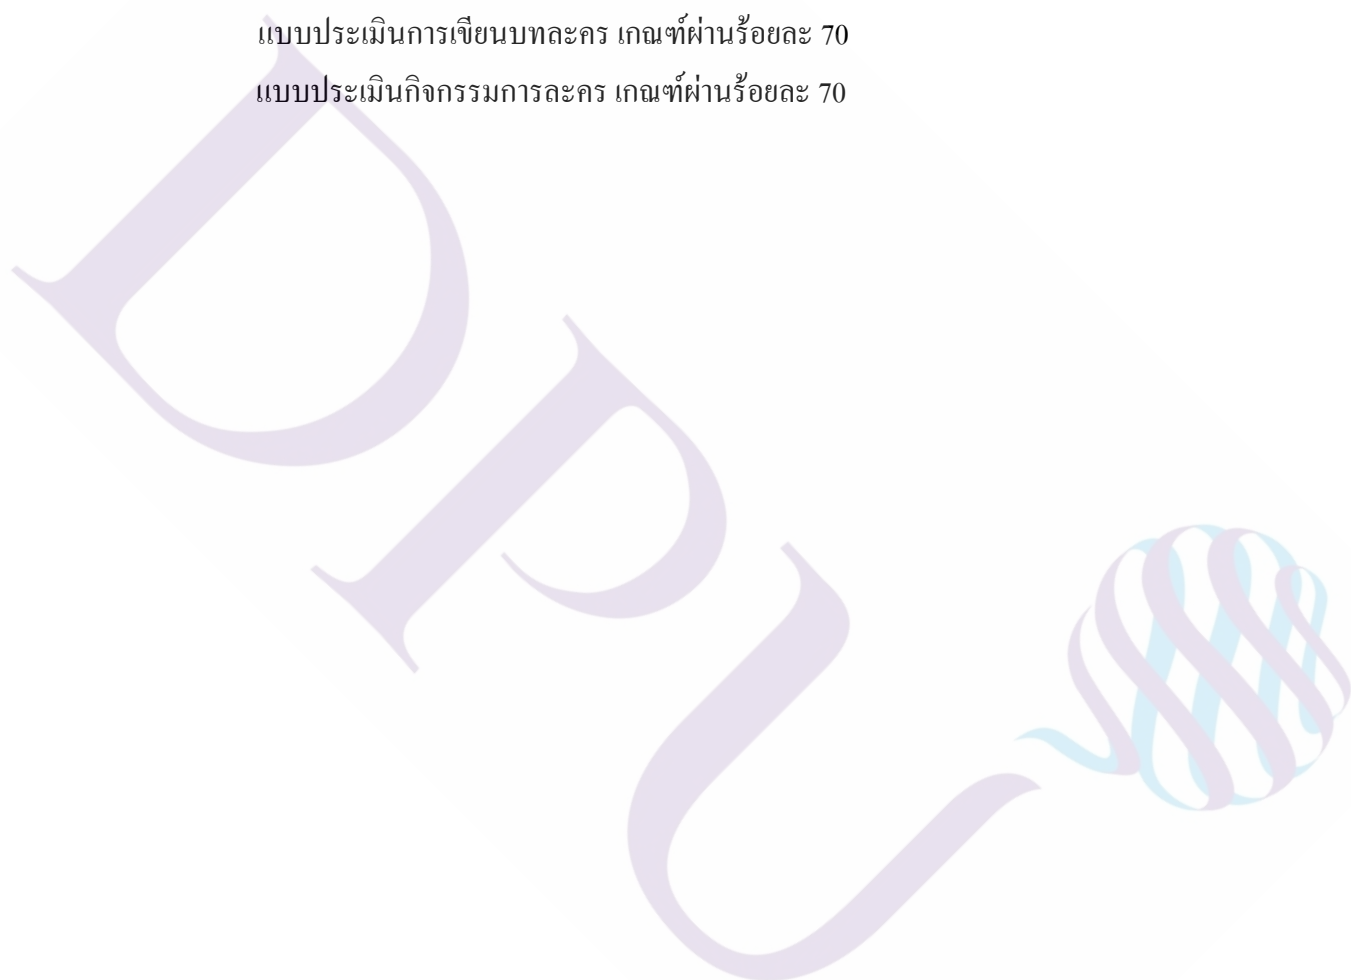 แบบประเมินการเขียนบทละคร เกณฑ์ผ่านร้อยละ 70
แบบประเมินกิจกรรมการละคร เกณฑ์ผ่านร้อยละ 70
DPU